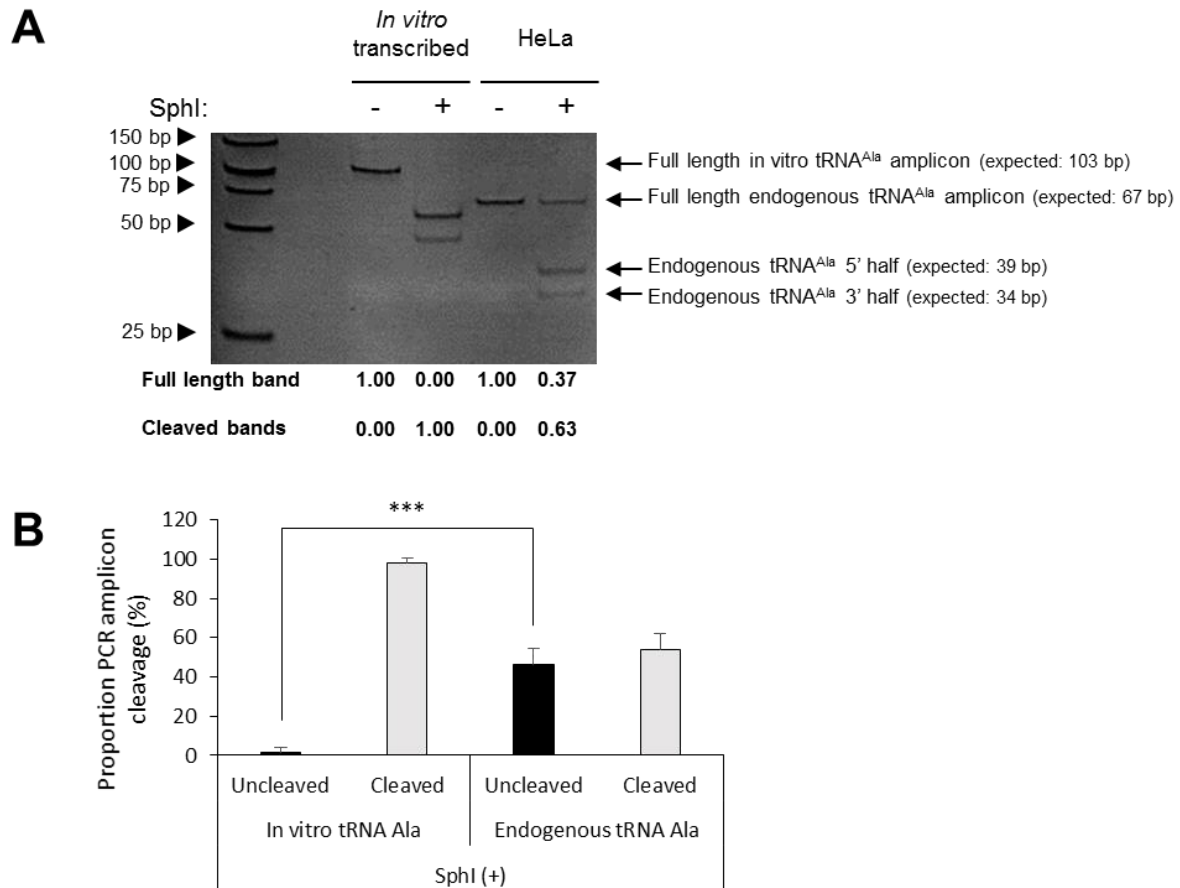 A
In vitro
transcribed
HeLa
SphI: - + - +
150 bp
100 bp
75 bp
50 bp
25 bp
Full length in vitro tRNAAla amplicon (expected: 103 bp)
Full length endogenous tRNAAla amplicon (expected: 67 bp)
Endogenous tRNAAla 5' half (expected: 39 bp)
Endogenous tRNAAla 3' half (expected: 34 bp)
Full length band 1.00 0.00 1.00 0.37
Cleaved bands 0.00 1.00 0.00 0.63
B
***
Proportion PCR amplicon
cleavage (%)
120
100
80
60
40
20
0
Uncleaved Cleaved Uncleaved Cleaved
In vitro tRNA Ala Endogenous tRNA Ala
SphI (+)